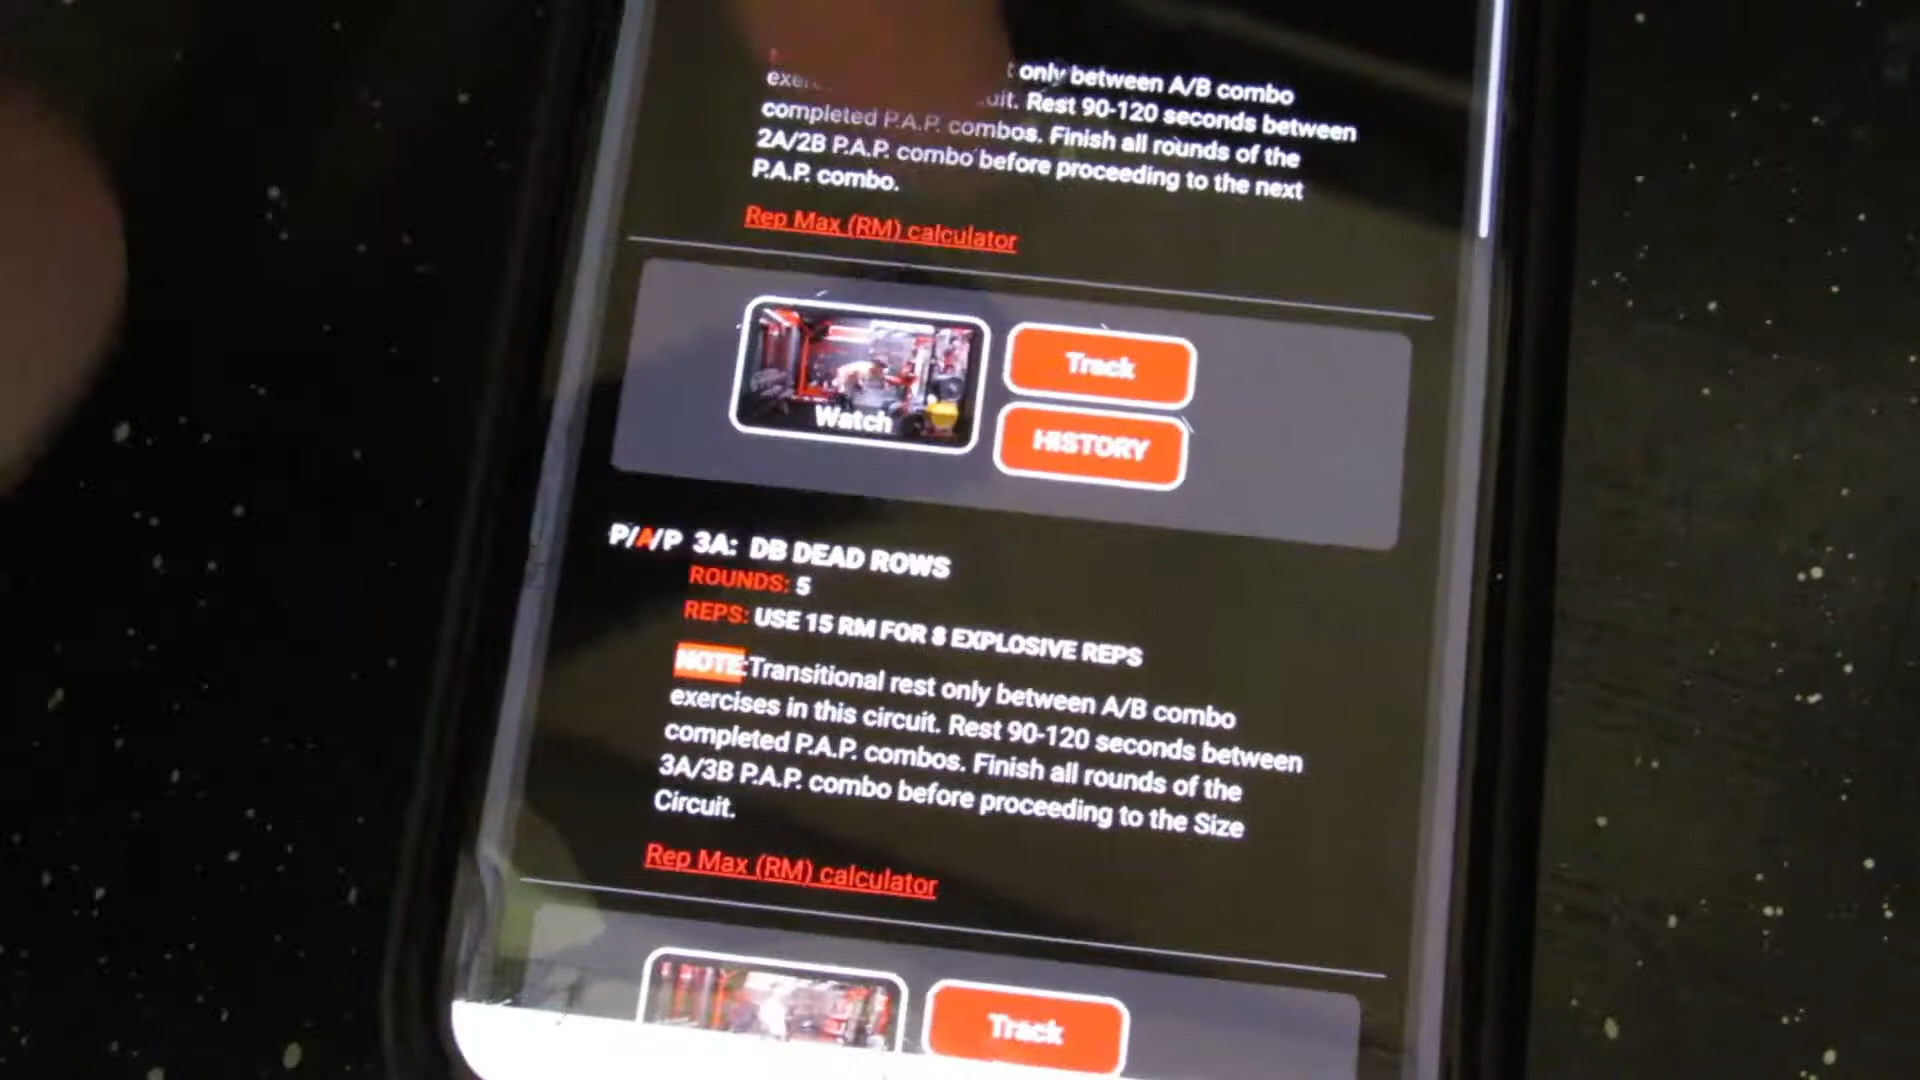 only between A/B combo
uit. Rest 90-120 seconds between
completed P.A.P. combos. Finish all rounds of the
2A/2B P.A.P. combo before proceeding to the next
P.A.P. combo.
Rep Max (RM) calculator
Watch
Track
HISTORY
P/A/P 3A: DB DEAD ROWS
ROUNDS: 5
REPS: USE 15 RM FOR 8 EXPLOSIVE REPS
NOTE:Transitional rest only between A/B combo
exercises in this circuit. Rest 90-120 seconds between
completed P.A.P. combos. Finish all rounds of the
3A/3B P.A.P. combo before proceeding to the Size
Circuit.
Rep Max (RM) calculator
Track